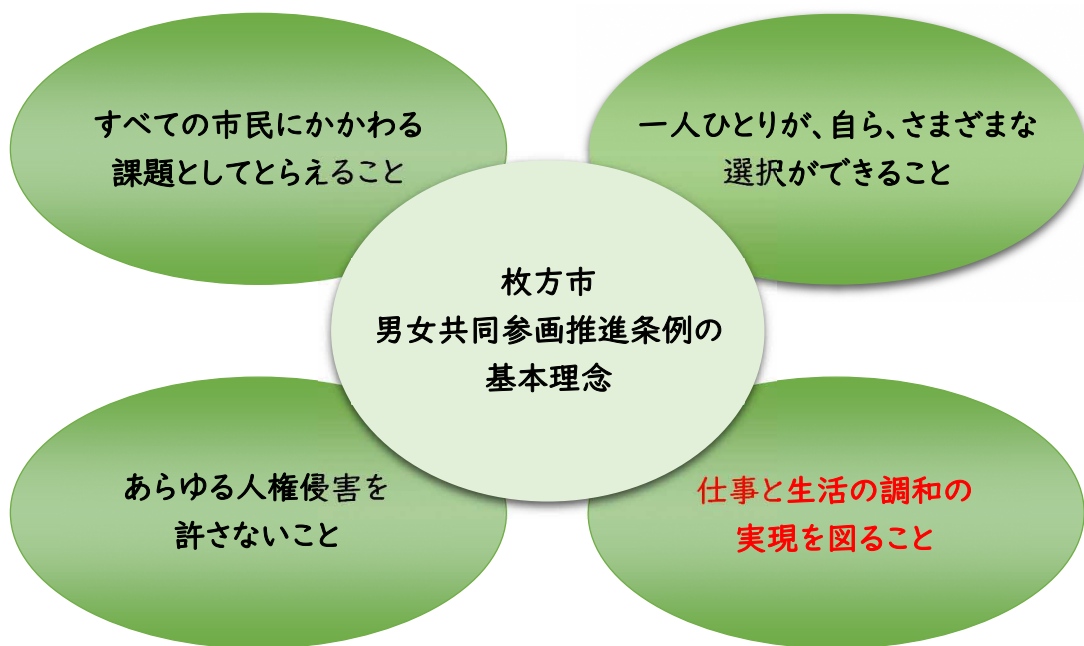 すべての市民にかかわる
課題としてとらえること
一人ひとりが、自ら、さまざまな
選択ができること
枚方市
男女共同参画推進条例の
基本理念
あらゆる人権侵害を
許さないこと
仕事と生活の調和の
実現を図ること